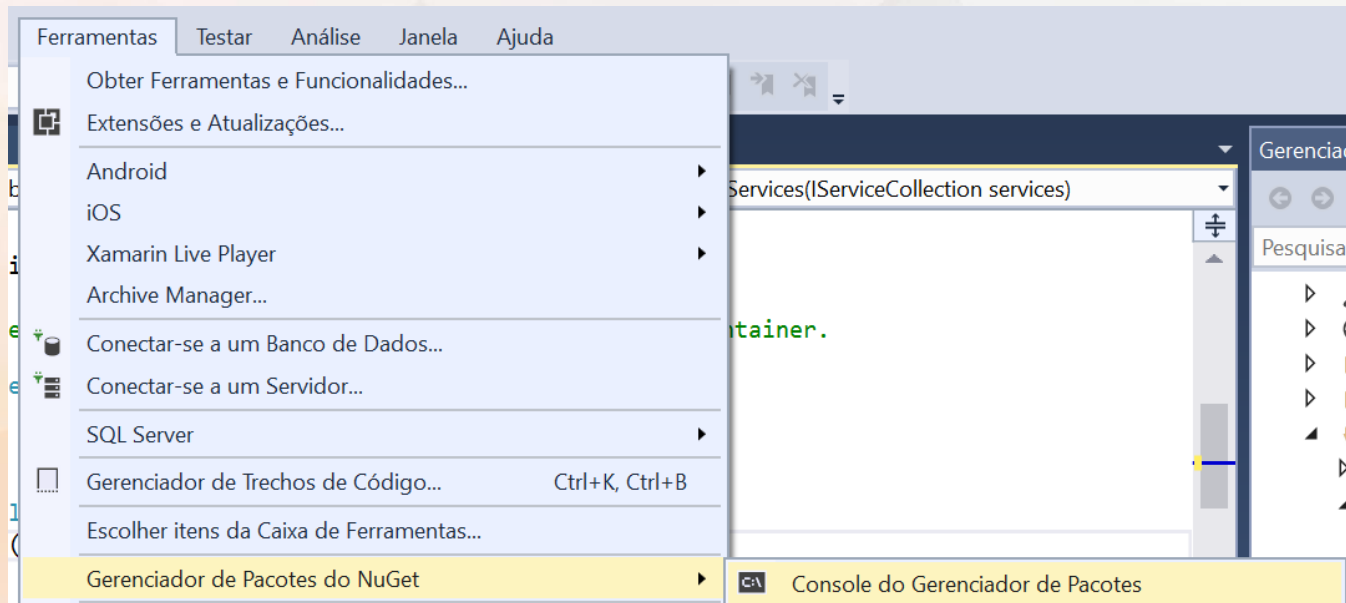 Ferramentas Testar Análise Janela Ajuda
Obter Ferramentas e Funcionalidades...
Extensões e Atualizações...
Android
iOS
Xamarin Live Player
Archive Manager...
Conectar-se a um Banco de Dados...
Conectar-se a um Servidor...
SQL Server
Gerenciador de Trechos de Código... Ctrl+K, Ctrl+B
Escolher itens da Caixa de Ferramentas...
Gerenciador de Pacotes do NuGet
C:\ Console do Gerenciador de Pacotes
Services(IServiceCollection services)
ntainer.
Gerencia
Pesquisa